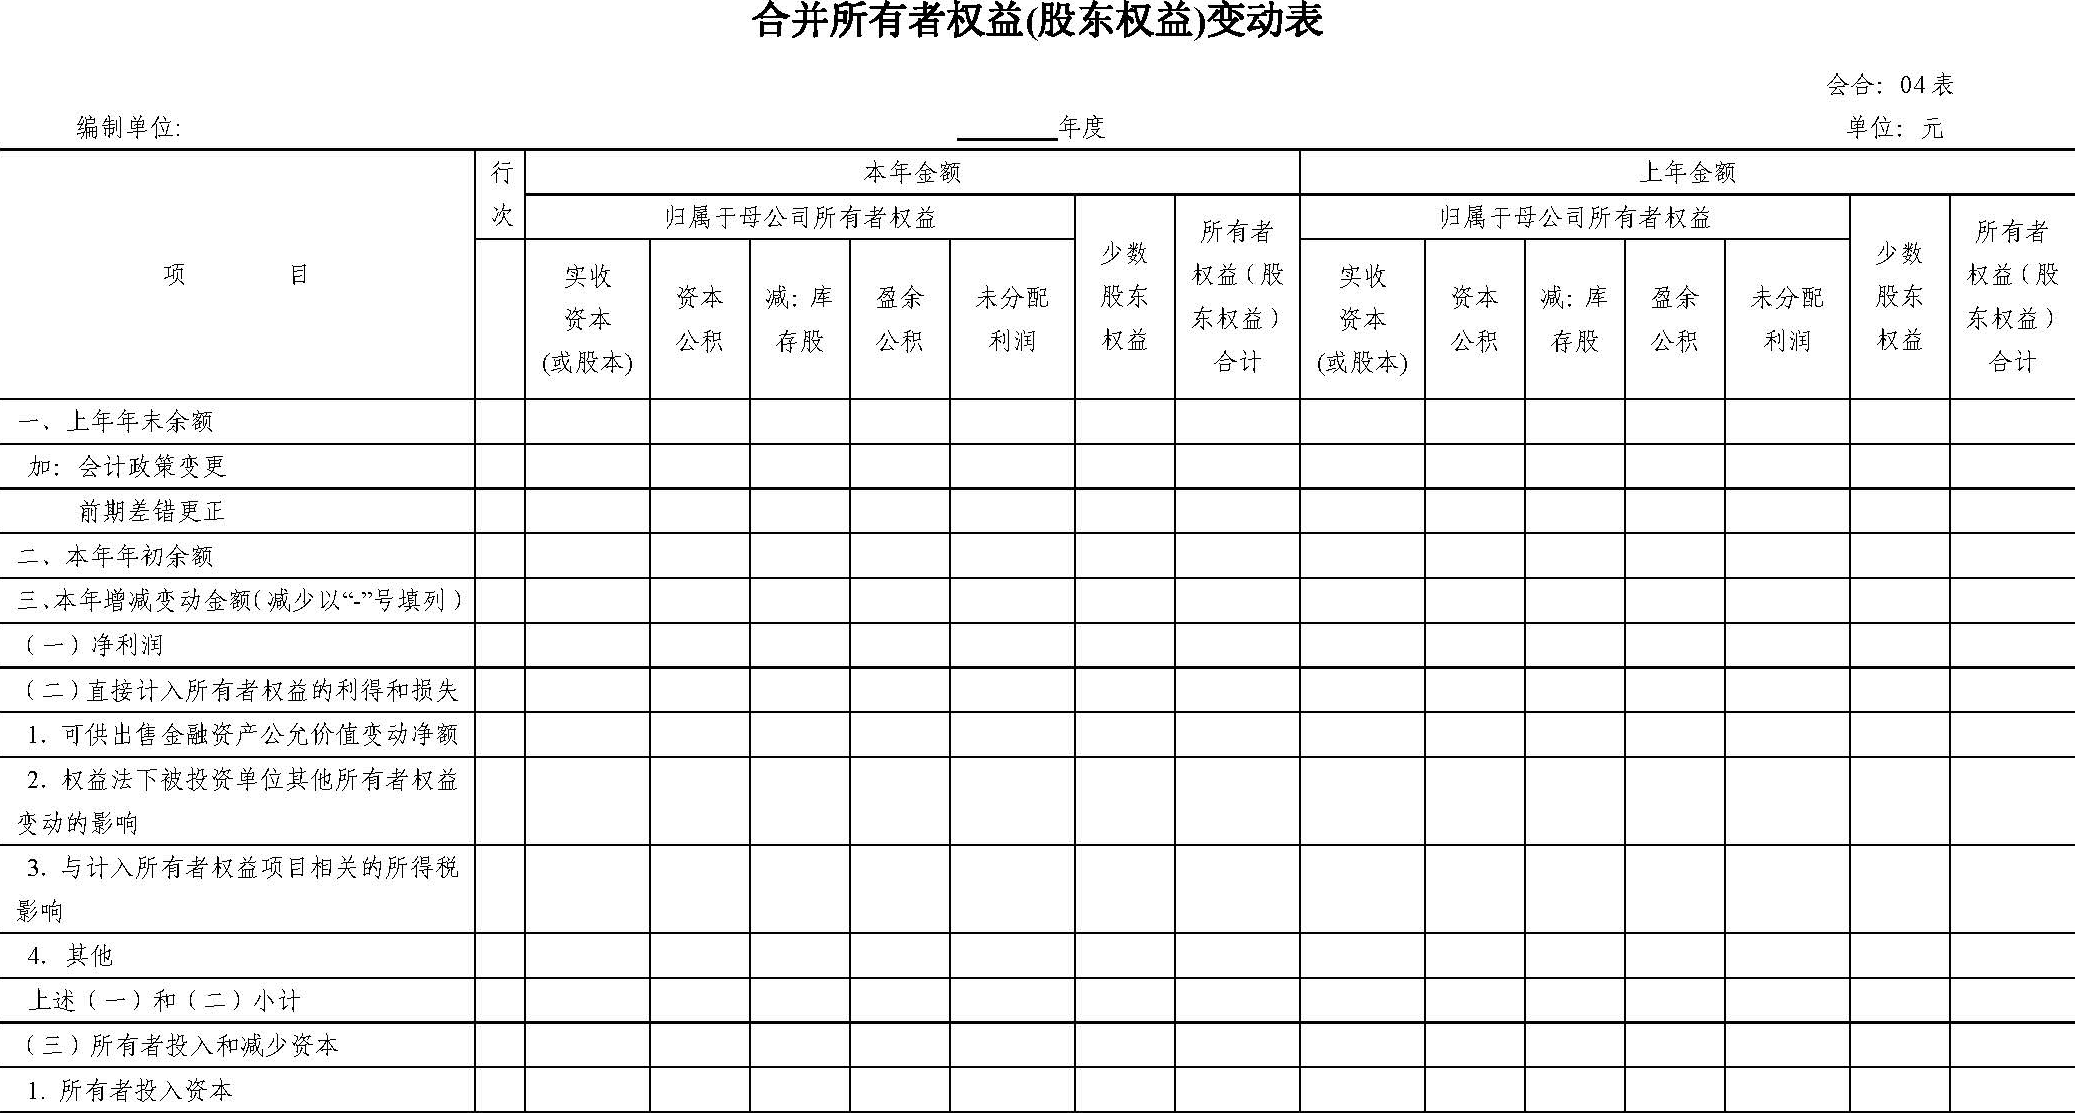 合并所有者权益(股东权益)变动表
会合：04 表
编制单位: 年度 单位：元
项 目
行
次
本年金额
上年金额
归属于母公司所有者权益
少数
股东
权益
所有者
权益（股
东权益）
合计
归属于母公司所有者权益
少数
股东
权益
所有者
权益（股
东权益）
合计
实收
资本
(或股本)
资本
公积
减：库
存股
盈余
公积
未分配
利润
实收
资本
(或股本)
资本
公积
减：库
存股
盈余
公积
未分配
利润
一、上年年末余额
加：会计政策变更
前期差错更正
二、本年年初余额
三、本年增减变动金额（减少以“-”号填列）
（一）净利润
（二）直接计入所有者权益的利得和损失
1．可供出售金融资产公允价值变动净额
2．权益法下被投资单位其他所有者权益
变动的影响
3．与计入所有者权益项目相关的所得税
影响
4．其他
上述（一）和（二）小计
（三）所有者投入和减少资本
1. 所有者投入资本